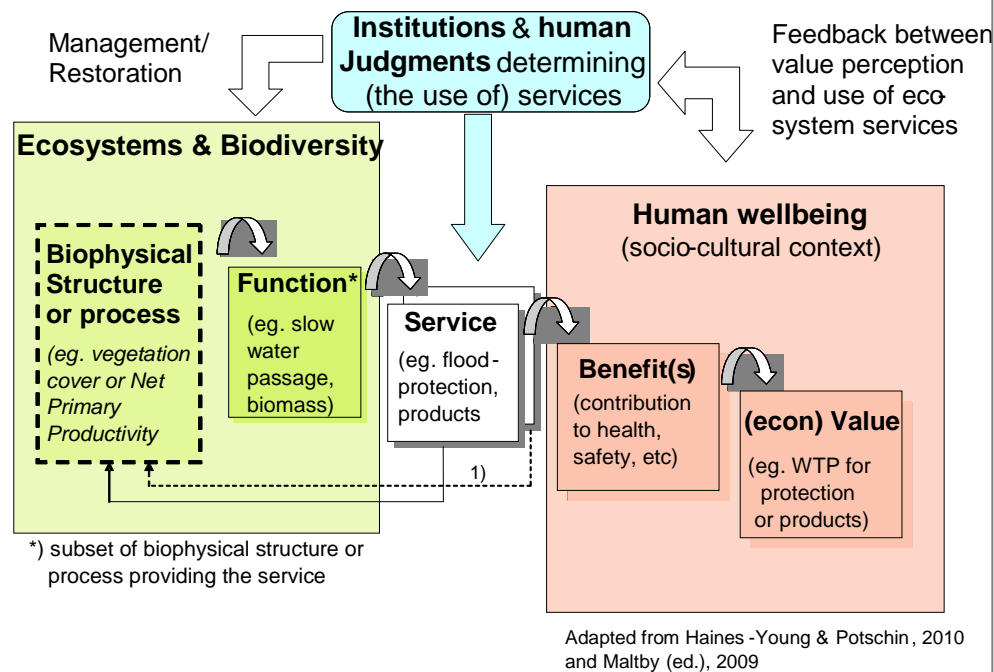 Management/
Restoration
Institutions & human
Judgments determining
(the use of) services
Feedback between
value perception
and use of eco-
system services
Ecosystems & Biodiversity
Biophysical
Structure
or process
(eg. vegetation
cover or Net
Primary
Productivity
Function*
(eg. slow
water
passage,
biomass)
Service
(eg. flood-
protection,
products
Human wellbeing
(socio-cultural context)
Benefit(s)
(contribution
to health,
safety, etc)
(econ) Value
(eg. WTP for
protection
or products)
1)
*) subset of biophysical structure or
process providing the service
Adapted from Haines-Young & Potschin, 2010
and Maltby (ed.), 2009